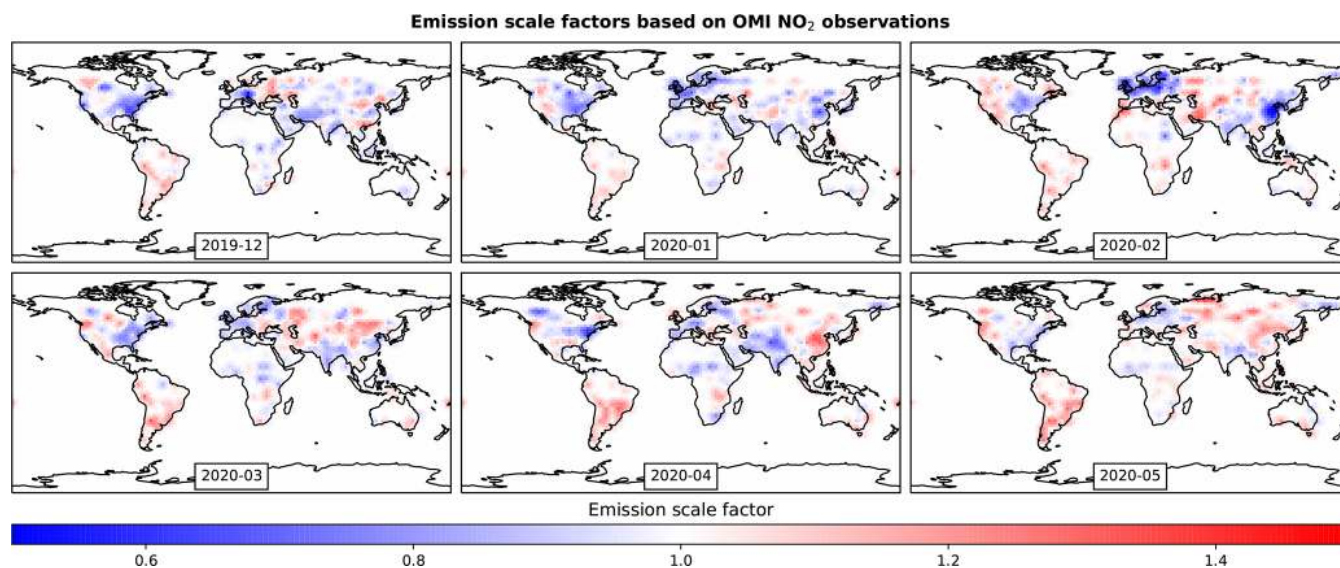 Emission scale factors based on OMI NO₂ observations
2019-12
2020-01
2020-02
2020-03
2020-04
2020-05
Emission scale factor
0.6 0.8 1.0 1.2 1.4